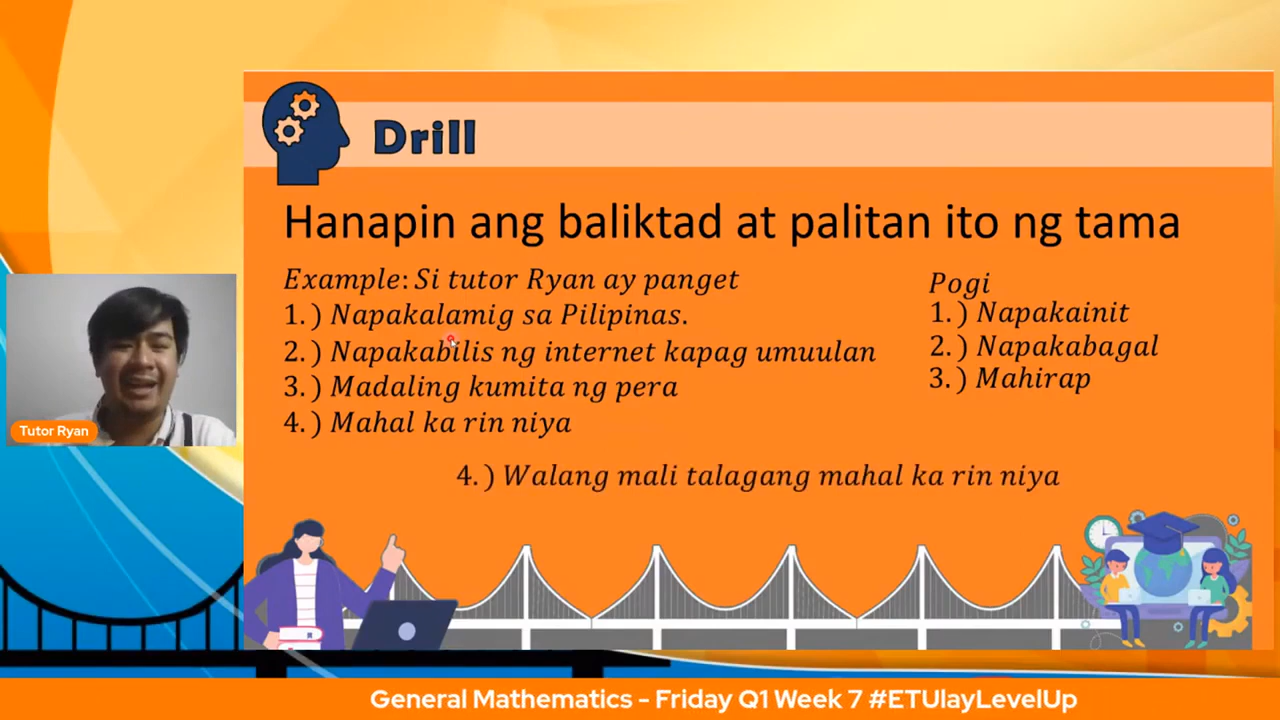 Drill
Hanapin ang baliktad at palitan ito ng tama
Example: Si tutor Ryan ay panget
1.) Napakalamig sa Pilipinas.
2.) Napakabilis ng internet kapag umuulan
3.) Madaling kumita ng pera
4.) Mahal ka rin niya
Pogi
1.) Napakainit
2.) Napakabagal
3.) Mahirap
4.) Walang mali talagang mahal ka rin niya
Tutor Ryan
General Mathematics - Friday Q1 Week 7 #ETUlayLevelUp